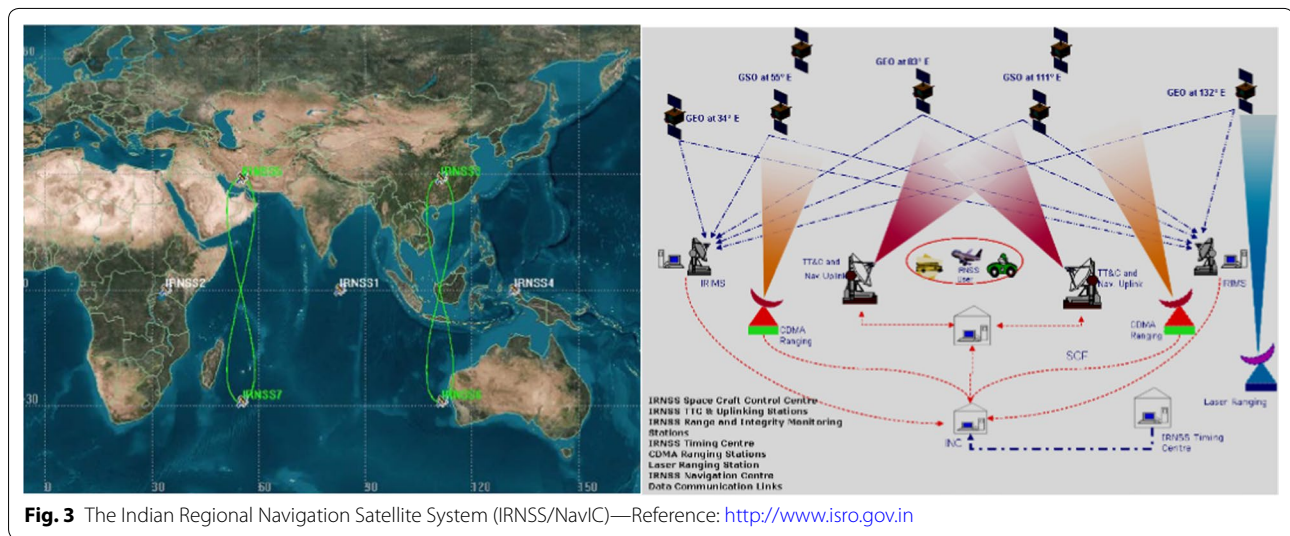 50
0
30
60
90
120
150
-30
IRNSS3
IRNSS2
IRNSS1
IRNSS4
IRNSS7
GSO at 55° E
GEO at 83° E
GSO at 111° E
GEO at 132° E
GEO at 34° E
IRIMS
TT&C and
Nav. Uplink
User
TT&C and
Nav. Uplink
IRIMS
CDMA
Ranging
SCF
CDMA
Ranging
Laser Ranging
IRNSS Space Craft Control Centre
IRNSS TTC & Uplinking Stations
IRNSS Range and Integrity Monitoring
Stations
IRNSS Timing Centre
CDMA Ranging Stations
Laser Ranging Station
IRNSS Navigation Centre
Data Communication Links
INC
IRNSS Timing
Centre
Fig. 3 The Indian Regional Navigation Satellite System (IRNSS/NavIC)—Reference: http://www.isro.gov.in